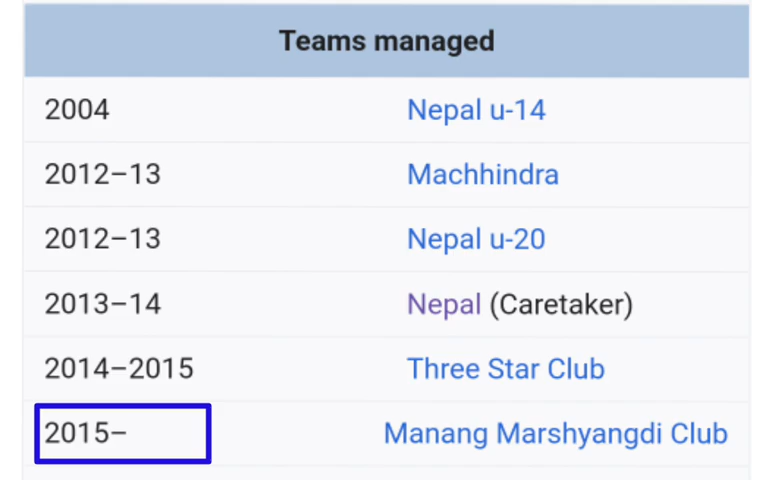 Teams managed
2004 Nepal u-14
2012–13 Machhindra
2012–13 Nepal u-20
2013–14 Nepal (Caretaker)
2014–2015 Three Star Club
2015– Manang Marshyangdi Club